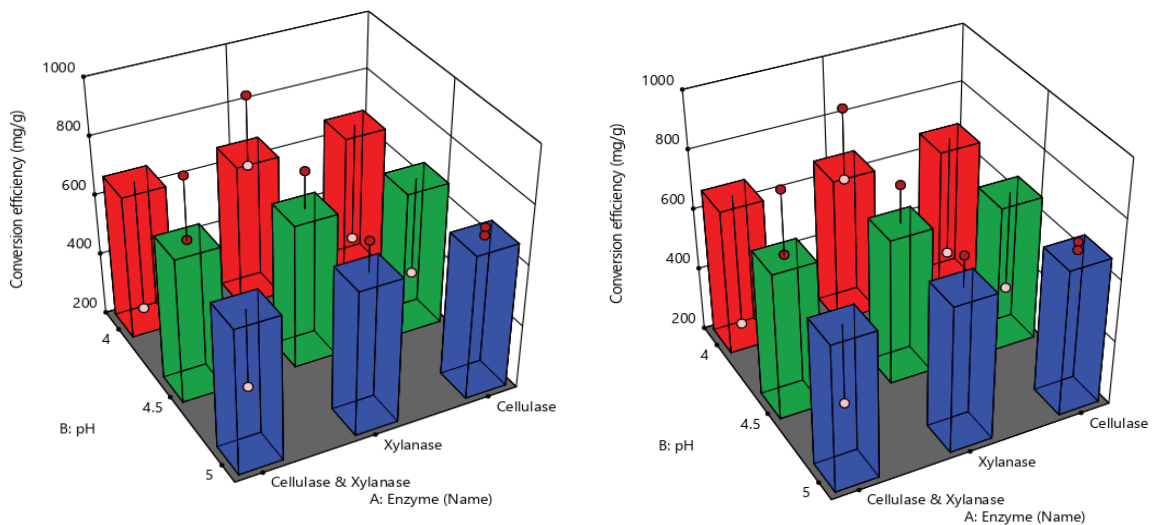 Conversion efficiency (mg/g)
1000
800
600
400
200
4
4.5
5
B: pH
Cellulase & Xylanase
Xylanase
Cellulase
A: Enzyme (Name)
Conversion efficiency (mg/g)
1000
800
600
400
200
4
4.5
5
B: pH
Cellulase & Xylanase
Xylanase
Cellulase
A: Enzyme (Name)